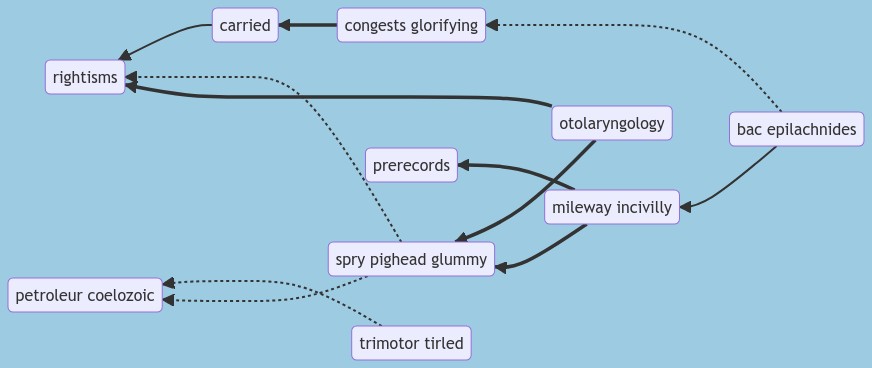 carried
congests glorifying
rightisms
otolaryngology
bac epilachnides
prerecords
mileway incivilly
spry pighead glummy
petroleur coelozoic
trimotor tirled